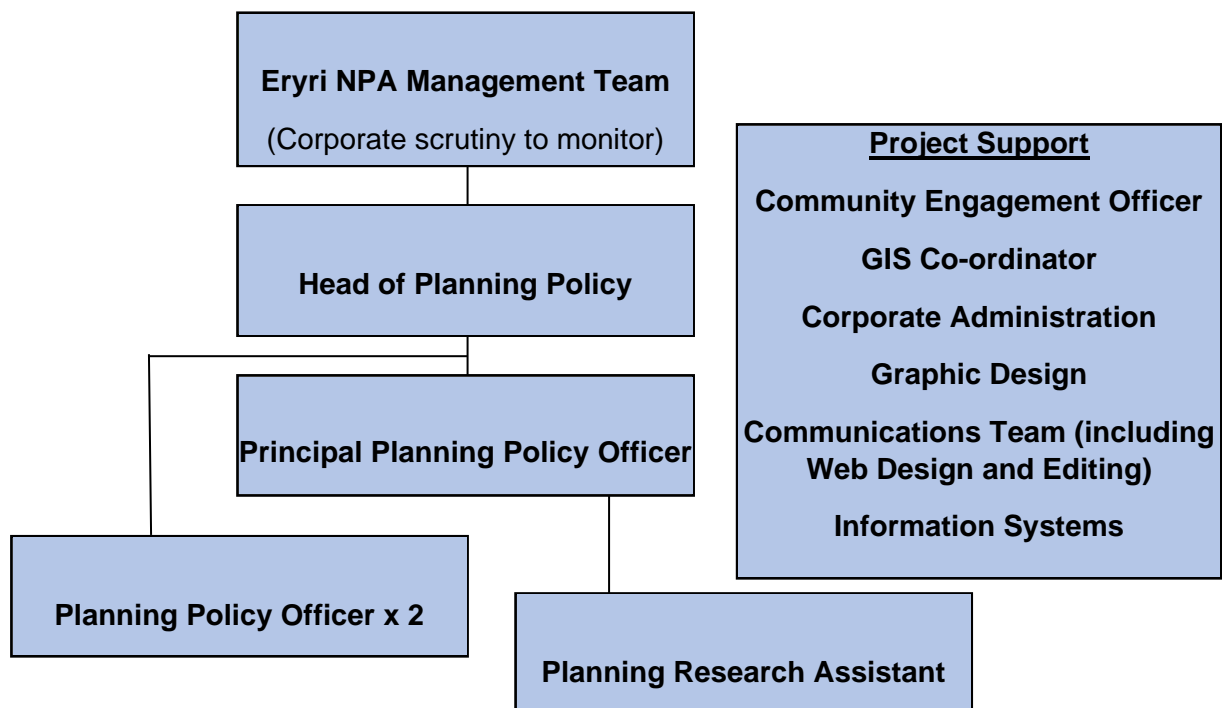 Eryri NPA Management Team
(Corporate scrutiny to monitor)
Head of Planning Policy
Principal Planning Policy Officer
Planning Policy Officer x 2
Planning Research Assistant
Project Support
Community Engagement Officer
GIS Co-ordinator
Corporate Administration
Graphic Design
Communications Team (including
Web Design and Editing)
Information Systems